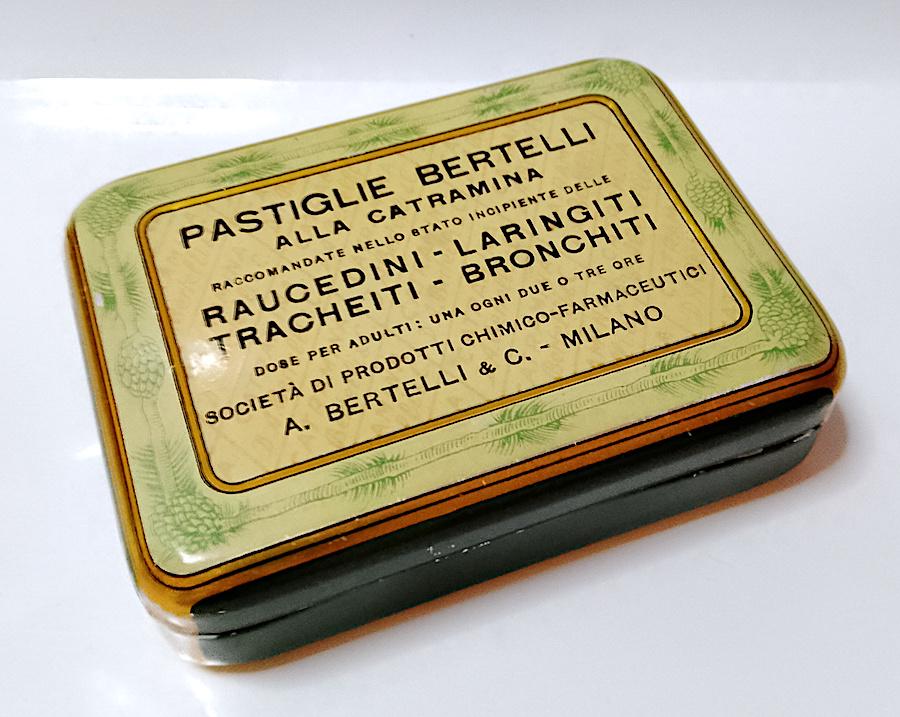 PASTIGLIE BERTELLI
ALLA CATRAMINA
RACCOMANDATE NELLO STATO INCIPIENTE DELLE
RAUCEDINI - LARINGITI
TRACHEITI - BRONCHITI
DOSE PER ADULTI: UNA OGNI DUE O TRE ORE
SOCIETÀ DI PRODOTTI CHIMICO-FARMACEUTICI
A. BERTELLI & C. - MILANO